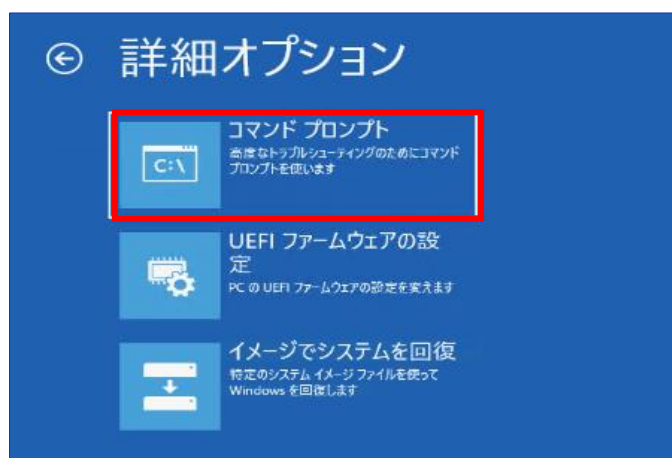 詳細オプション
コマンド プロンプト
高度なトラブルシューティングのためにコマンド
プロンプトを使います
C:\
UEFI ファームウェアの設
定
PC の UEFI ファームウェアの設定を変えます
イメージでシステムを回復
特定のシステム イメージ ファイルを使って
Windows を回復します